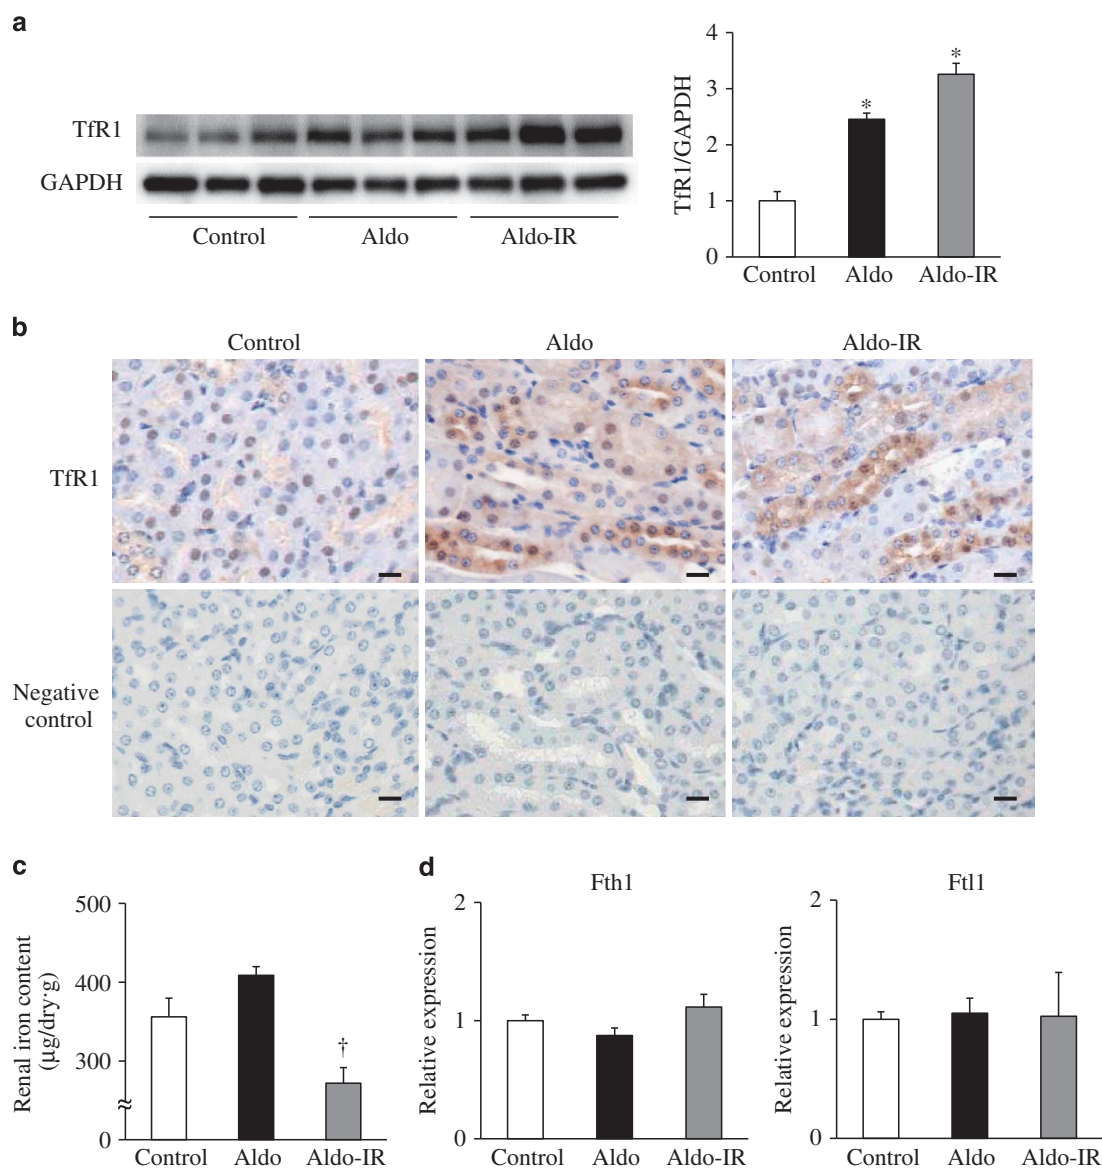 a
TfR1
GAPDH
Control
Aldo
Aldo-IR
TfR1/GAPDH
4
3
2
1
0
*
*
Control
Aldo
Aldo-IR
b
Control
Aldo
Aldo-IR
TfR1
Negative
control
c
Renal iron content
(μg/dry·g)
500
400
300
0
†
Control
Aldo
Aldo-IR
d
Fth1
Relative expression
2
1
0
Control
Aldo
Aldo-IR
Ftl1
Relative expression
2
1
0
Control
Aldo
Aldo-IR